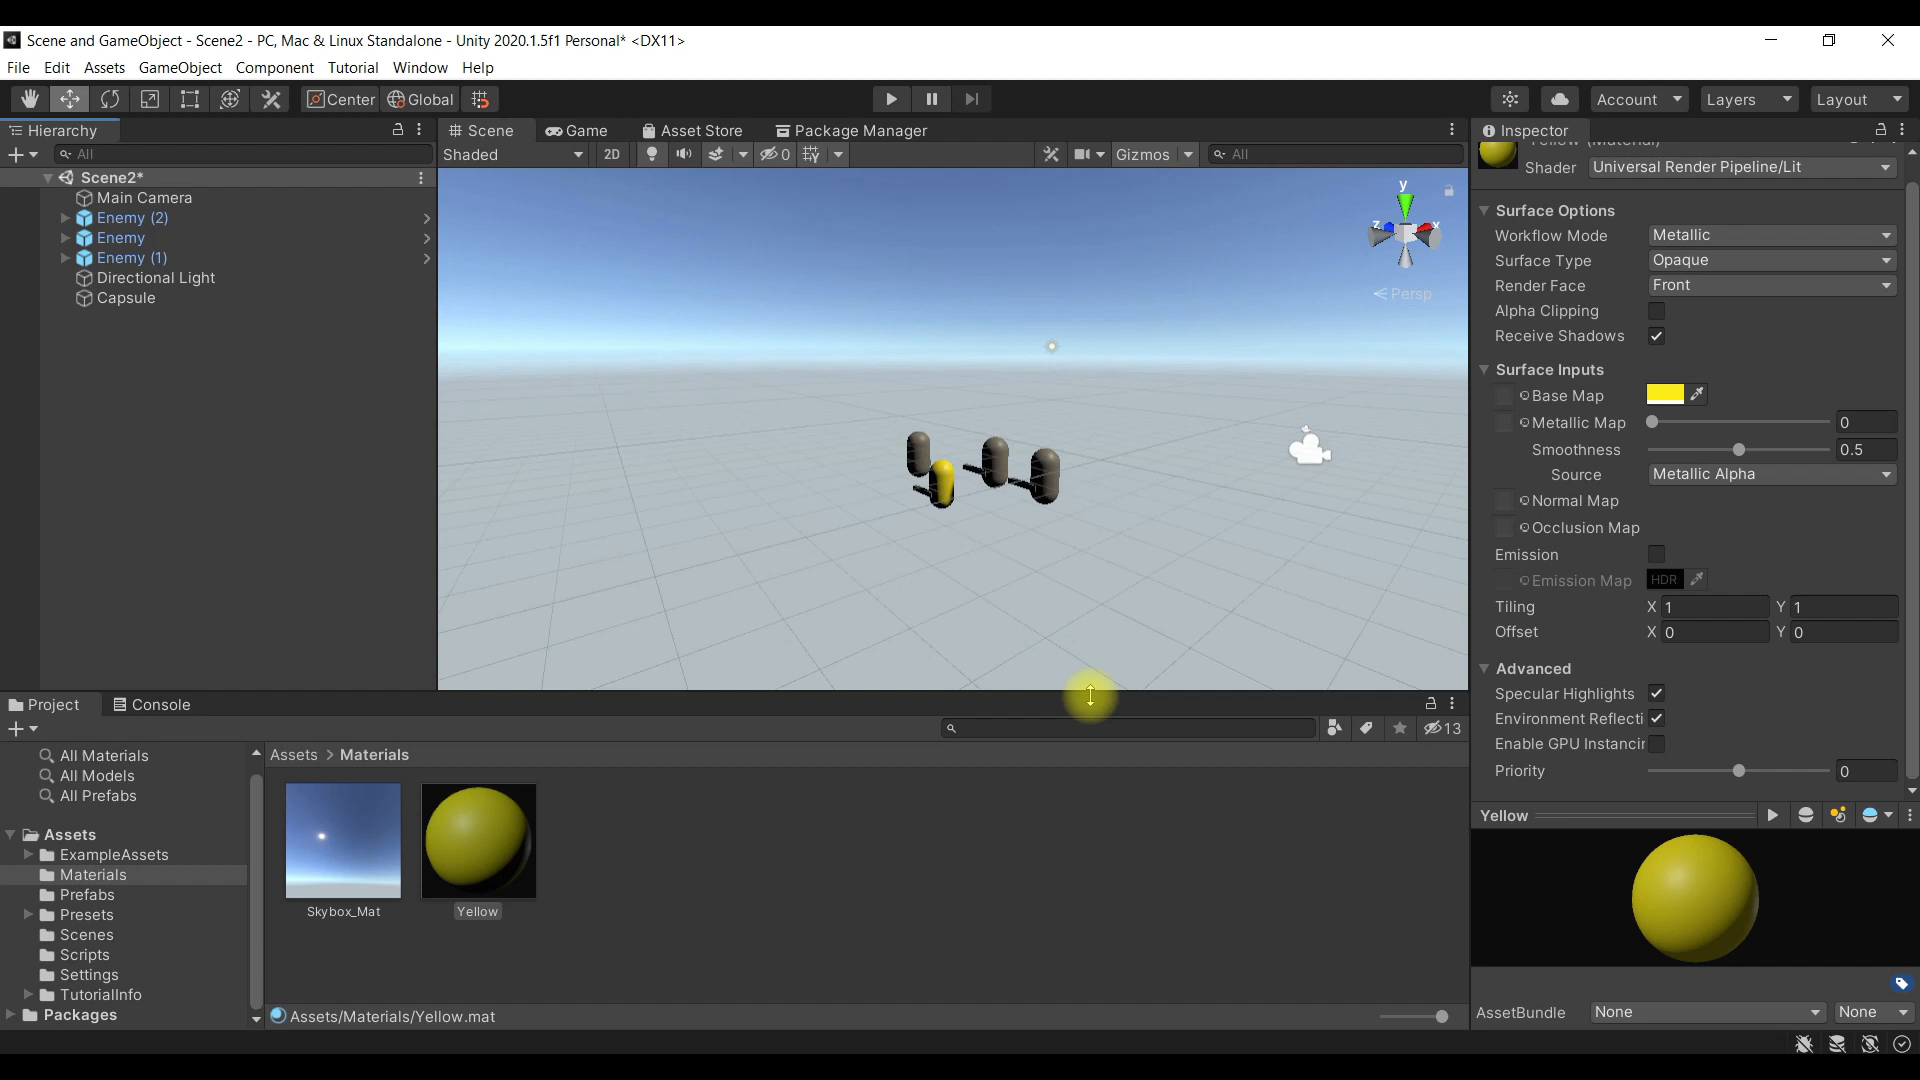 Scene and GameObject - Scene2 - PC, Mac & Linux Standalone - Unity 2020.1.5f1 Personal* <DX11>
File Edit Assets GameObject Component Tutorial Window Help
Center Global Account Layers Layout
Hierarchy
All
Scene2*
Main Camera
Enemy (2)
Enemy
Enemy (1)
Directional Light
Capsule
Scene Game Asset Store Package Manager
Shaded 2D 0 Gizmos All
y
z x
Persp
Inspector
Yellow (Material)
Shader Universal Render Pipeline/Lit
Surface Options
Workflow Mode Metallic
Surface Type Opaque
Render Face Front
Alpha Clipping
Receive Shadows
Surface Inputs
Base Map
Metallic Map 0
Smoothness 0.5
Source Metallic Alpha
Normal Map
Occlusion Map
Emission
Emission Map HDR
Tiling X 1 Y 1
Offset X 0 Y 0
Advanced
Specular Highlights
Environment Reflecti
Enable GPU Instancin
Priority 0
Yellow
AssetBundle None None
Project Console
13
All Materials
All Models
All Prefabs
Assets
ExampleAssets
Materials
Prefabs
Presets
Scenes
Scripts
Settings
TutorialInfo
Packages
Assets > Materials
Skybox_Mat Yellow
Assets/Materials/Yellow.mat